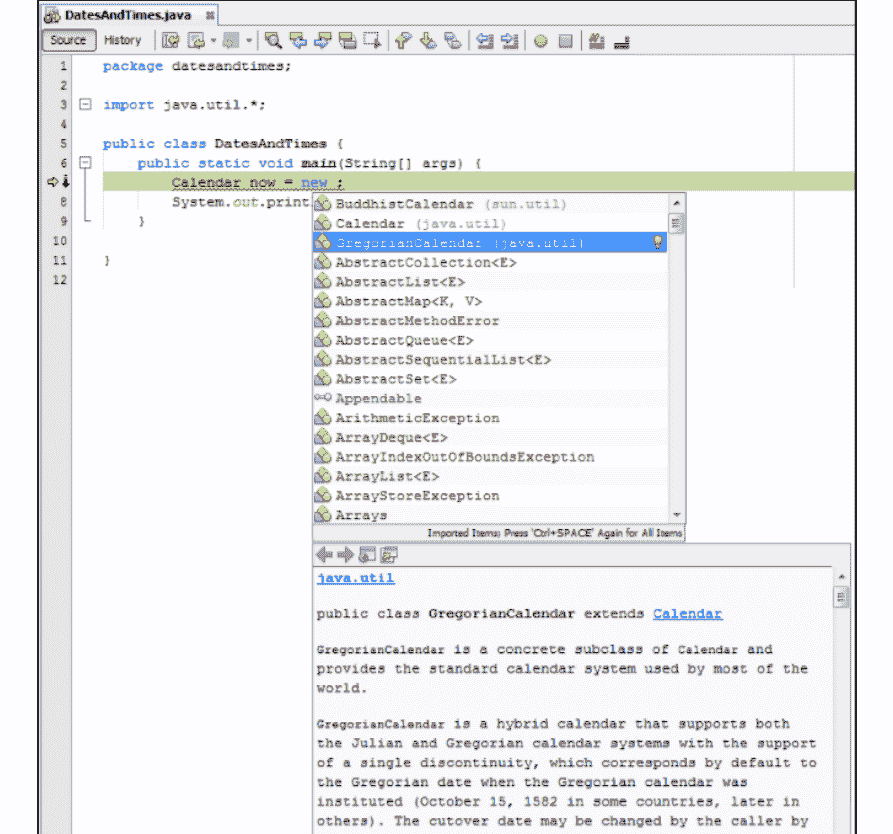 DatesAndTimes.java
Source History
1 package datesandtimes;
2
3 import java.util.*;
4
5 public class DatesAndTimes {
6 public static void main(String[] args) {
Calendar now = new ;
8 System.out.print
9 }
10
11 }
12
BuddhistCalendar (sun.util)
Calendar (java.util)
GregorianCalendar (java.util)
AbstractCollection<E>
AbstractList<E>
AbstractMap<K, V>
AbstractMethodError
AbstractQueue<E>
AbstractSequentialList<E>
AbstractSet<E>
Appendable
ArithmeticException
ArrayDeque<E>
ArrayIndexOutOfBoundsException
ArrayList<E>
ArrayStoreException
Arrays
Imported Items; Press 'Ctrl+SPACE' Again for All Items
java.util
public class GregorianCalendar extends Calendar
GregorianCalendar is a concrete subclass of Calendar and
provides the standard calendar system used by most of the
world.
GregorianCalendar is a hybrid calendar that supports both
the Julian and Gregorian calendar systems with the support
of a single discontinuity, which corresponds by default to
the Gregorian date when the Gregorian calendar was
instituted (October 15, 1582 in some countries, later in
others). The cutover date may be changed by the caller by